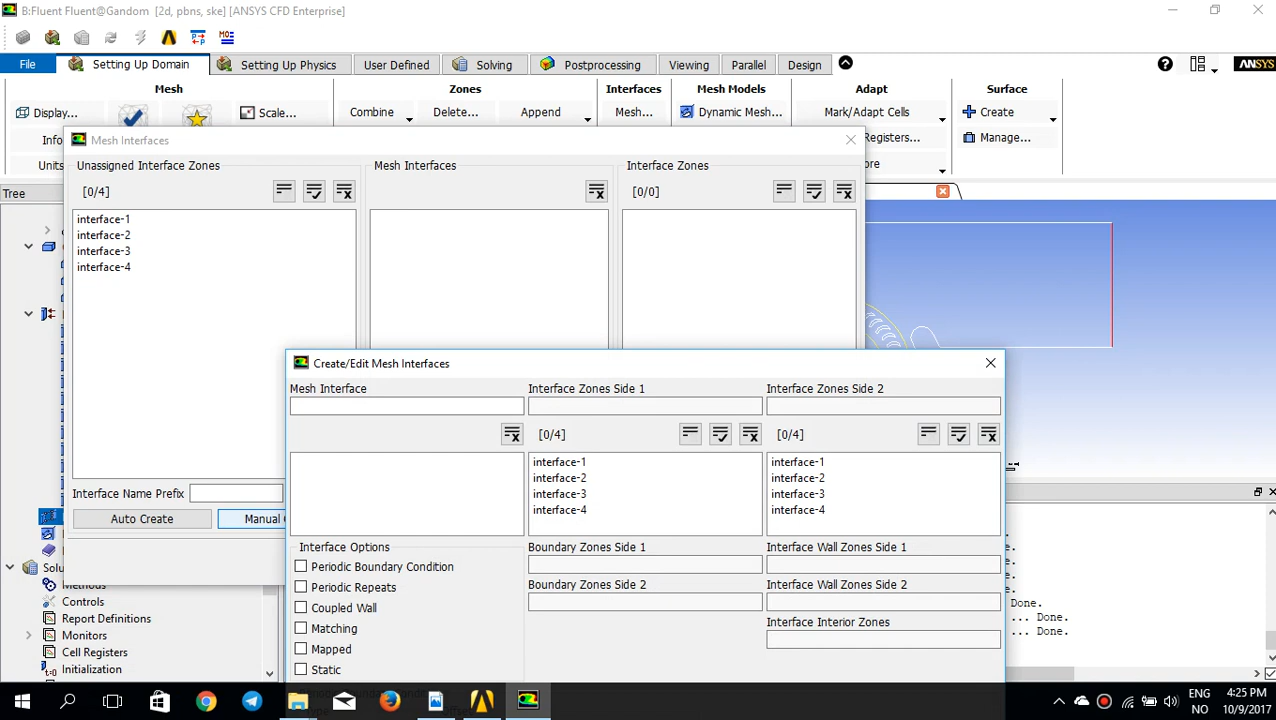 B:Fluent Fluent@Gandom [2d, pbns, ske] [ANSYS CFD Enterprise]
File
Setting Up Domain
Setting Up Physics
User Defined
Solving
Postprocessing
Viewing
Parallel
Design
ANSYS
Mesh
Zones
Interfaces
Mesh Models
Adapt
Surface
Display...
Scale...
Combine
Delete...
Append
Mesh...
Dynamic Mesh...
Mark/Adapt Cells
Create
Info
Registers...
Manage...
Units
ore
Tree
Mesh Interfaces
Unassigned Interface Zones
Mesh Interfaces
Interface Zones
[0/4]
[0/0]
interface-1
interface-2
interface-3
interface-4
Interface Name Prefix
Auto Create
Manual
Create/Edit Mesh Interfaces
Mesh Interface
Interface Zones Side 1
Interface Zones Side 2
[0/4]
[0/4]
interface-1
interface-2
interface-3
interface-4
interface-1
interface-2
interface-3
interface-4
Interface Options
Periodic Boundary Condition
Periodic Repeats
Coupled Wall
Matching
Mapped
Static
Boundary Zones Side 1
Interface Wall Zones Side 1
Boundary Zones Side 2
Interface Wall Zones Side 2
Interface Interior Zones
Solu
Methods
Controls
Report Definitions
Monitors
Cell Registers
Initialization
e.
e.
e.
e.
Done.
... Done.
... Done.
ENG
NO
4:25 PM
10/9/2017